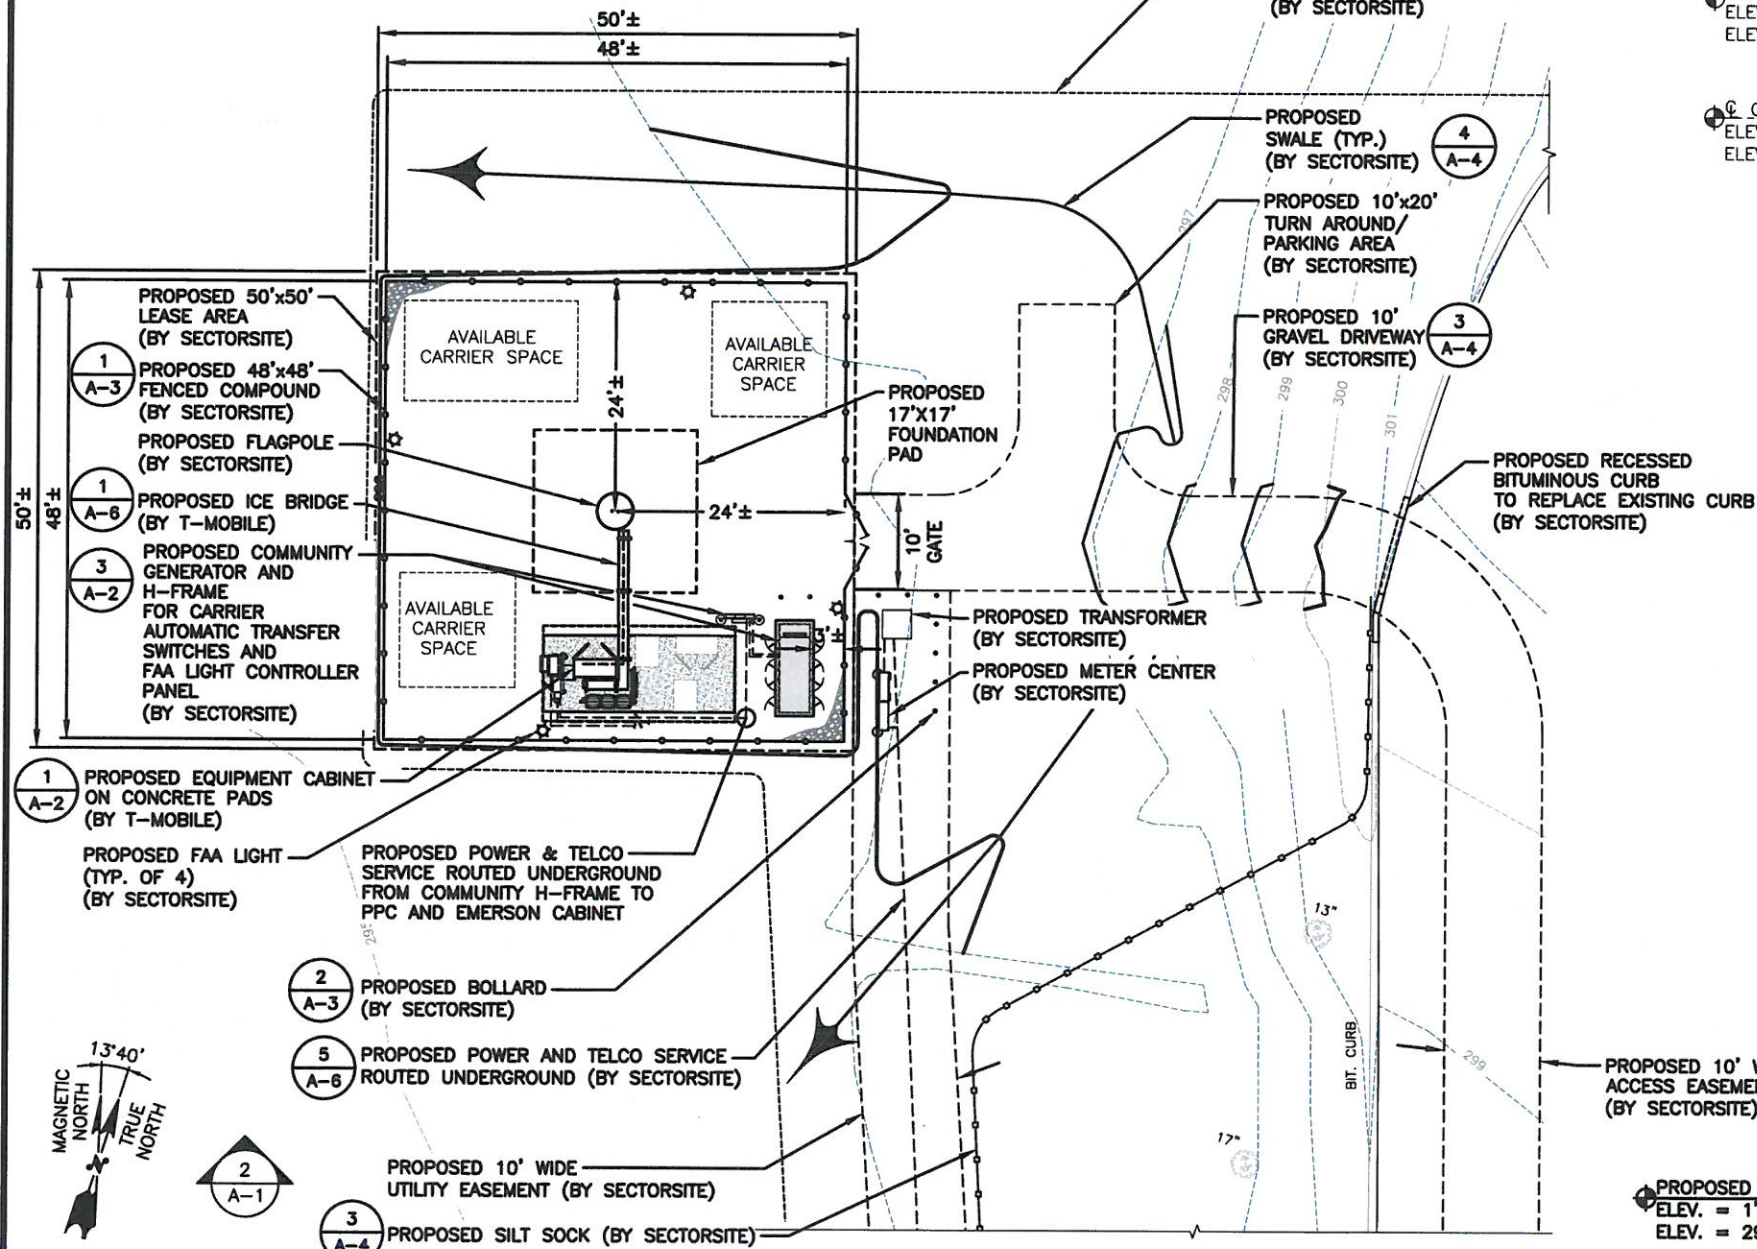 (BY SECTORSITE)
50'±
48'±
PROPOSED
SWALE (TYP.)
(BY SECTORSITE)
4
A-4
PROPOSED 10'x20'
TURN AROUND/
PARKING AREA
(BY SECTORSITE)
297
PROPOSED 10'
GRAVEL DRIVEWAY
(BY SECTORSITE)
3
A-4
298
299
300
301
PROPOSED 50'x50'
LEASE AREA
(BY SECTORSITE)
1
A-3
PROPOSED 48'x48'
FENCED COMPOUND
(BY SECTORSITE)
PROPOSED FLAGPOLE
(BY SECTORSITE)
1
A-6
PROPOSED ICE BRIDGE
(BY T-MOBILE)
3
A-2
PROPOSED COMMUNITY
GENERATOR AND
H-FRAME
FOR CARRIER
AUTOMATIC TRANSFER
SWITCHES AND
FAA LIGHT CONTROLLER
PANEL
(BY SECTORSITE)
50'±
48'±
AVAILABLE
CARRIER SPACE
AVAILABLE
CARRIER
SPACE
AVAILABLE
CARRIER
SPACE
24'±
24'±
3'±
PROPOSED
17'X17'
FOUNDATION
PAD
10'
GATE
PROPOSED RECESSED
BITUMINOUS CURB
TO REPLACE EXISTING CURB
(BY SECTORSITE)
PROPOSED TRANSFORMER
(BY SECTORSITE)
PROPOSED METER CENTER
(BY SECTORSITE)
1
A-2
PROPOSED EQUIPMENT CABINET
ON CONCRETE PADS
(BY T-MOBILE)
PROPOSED FAA LIGHT
(TYP. OF 4)
(BY SECTORSITE)
PROPOSED POWER & TELCO
SERVICE ROUTED UNDERGROUND
FROM COMMUNITY H-FRAME TO
PPC AND EMERSON CABINET
2
A-3
PROPOSED BOLLARD
(BY SECTORSITE)
5
A-6
PROPOSED POWER AND TELCO SERVICE
ROUTED UNDERGROUND (BY SECTORSITE)
13"
17"
BIT. CURB
299
PROPOSED 10' W
ACCESS EASEME
(BY SECTORSITE)
13°40'
MAGNETIC
NORTH
TRUE
NORTH
2
A-1
PROPOSED 10' WIDE
UTILITY EASEMENT (BY SECTORSITE)
3
A-4
PROPOSED SILT SOCK (BY SECTORSITE)
PROPOSED
ELEV. = 1'
ELEV. = 29